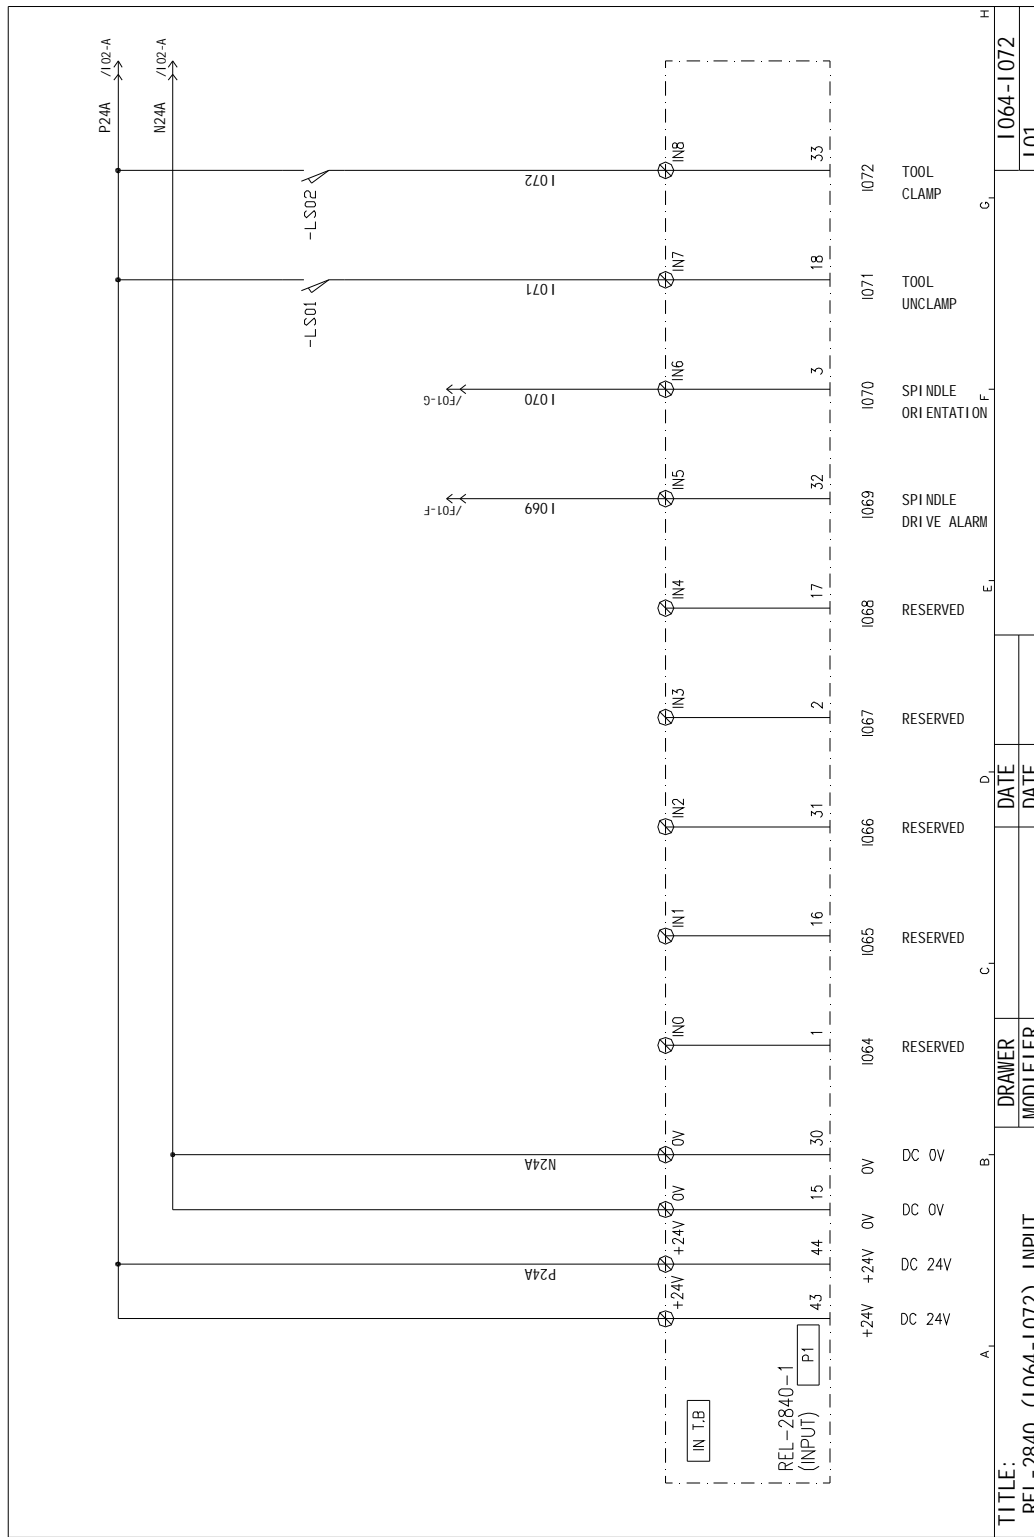 P24A /I02-A
N24A /I02-A
IN8 33 I072 TOOL
CLAMP
-LS02 I072
IN7 18 I071 TOOL
UNCLAMP
-LS01 I071
IN6 3 I070 SPINDLE
ORIENTATION
/F01-G I070
IN5 32 I069 SPINDLE
DRIVE ALARM
/F01-F I069
IN4 17 I068 RESERVED
IN3 2 I067 RESERVED
IN2 31 I066 RESERVED
IN1 16 I065 RESERVED
IN0 1 I064 RESERVED
N24A 0V 30 0V DC 0V
0V 15 0V DC 0V
P24A +24V 44 +24V DC 24V
+24V 43 +24V DC 24V
IN T.B
REL-2840-1
(INPUT)
P1
A
B
C
D
E
F
G
H
TITLE:
REL-2840 (I064-I072) INPUT
DRAWER
MODIFIER
DATE
DATE
I064-I072
I01